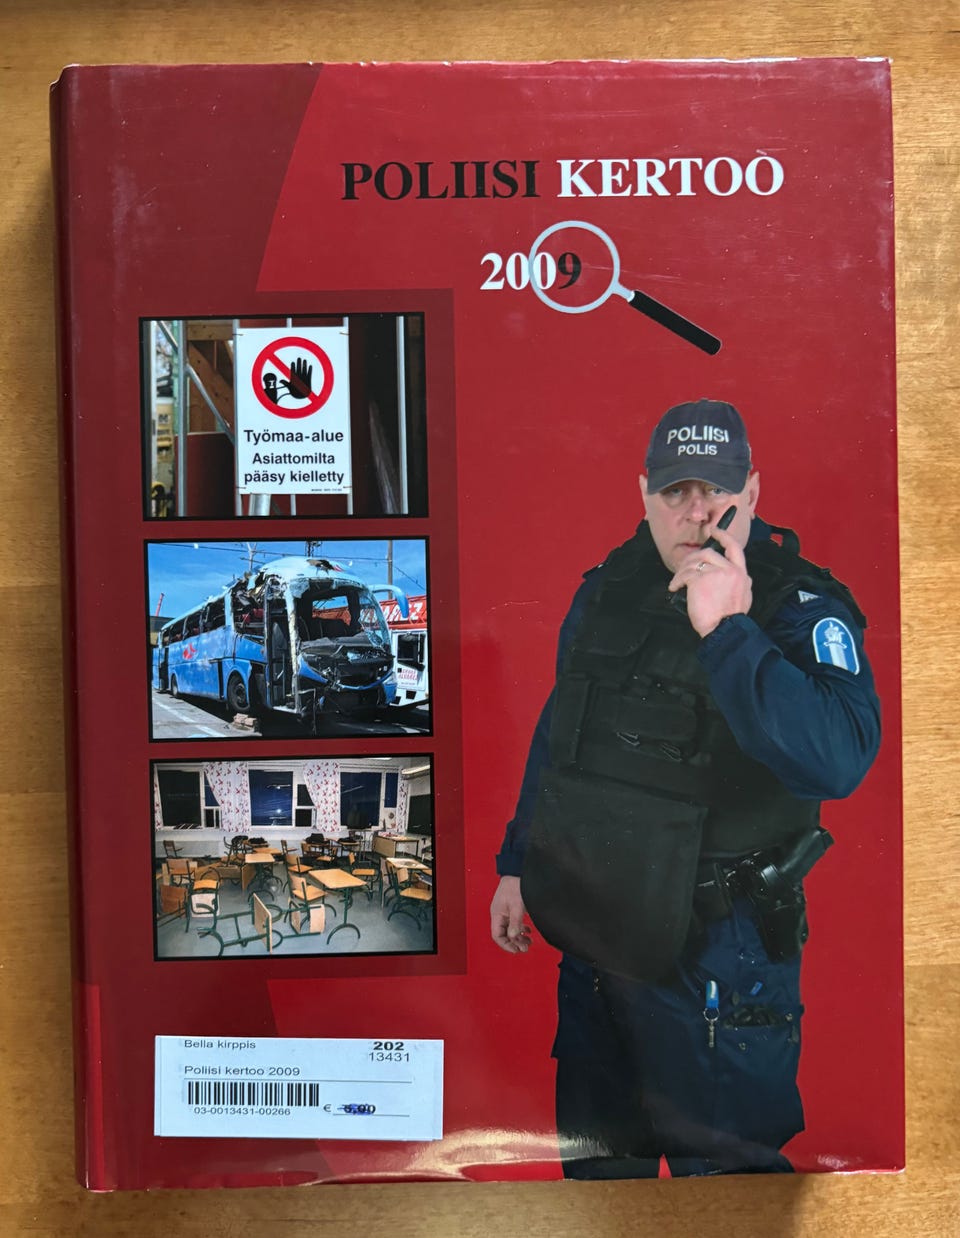 POLIISI KERTOO
2009
Työmaa-alue
Asiattomilta
pääsy kielletty
POLIISI
POLIS
Bella kirppis 202
13431
Poliisi kertoo 2009
03-0013431-00266 €